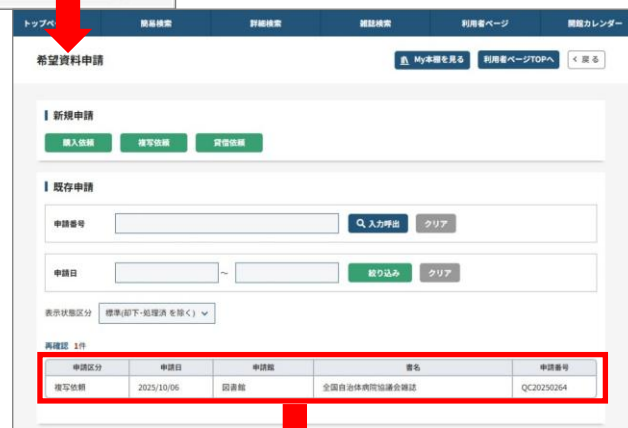 トップペ 簡易検索 詳細検索 雑誌検索 利用者ページ 開館カレンダー
希望資料申請 My本棚を見る 利用者ページTOPへ < 戻る
新規申請
購入依頼 複写依頼 貸借依頼
既存申請
申請番号 入力呼出 クリア
申請日 ～ 絞り込み クリア
表示状態区分 標準(却下・処理済 を除く)
再確認 1件
申請区分 申請日 申請館 書名 申請番号
複写依頼 2025/10/06 図書館 全国自治体病院協議会雑誌 QC20250264